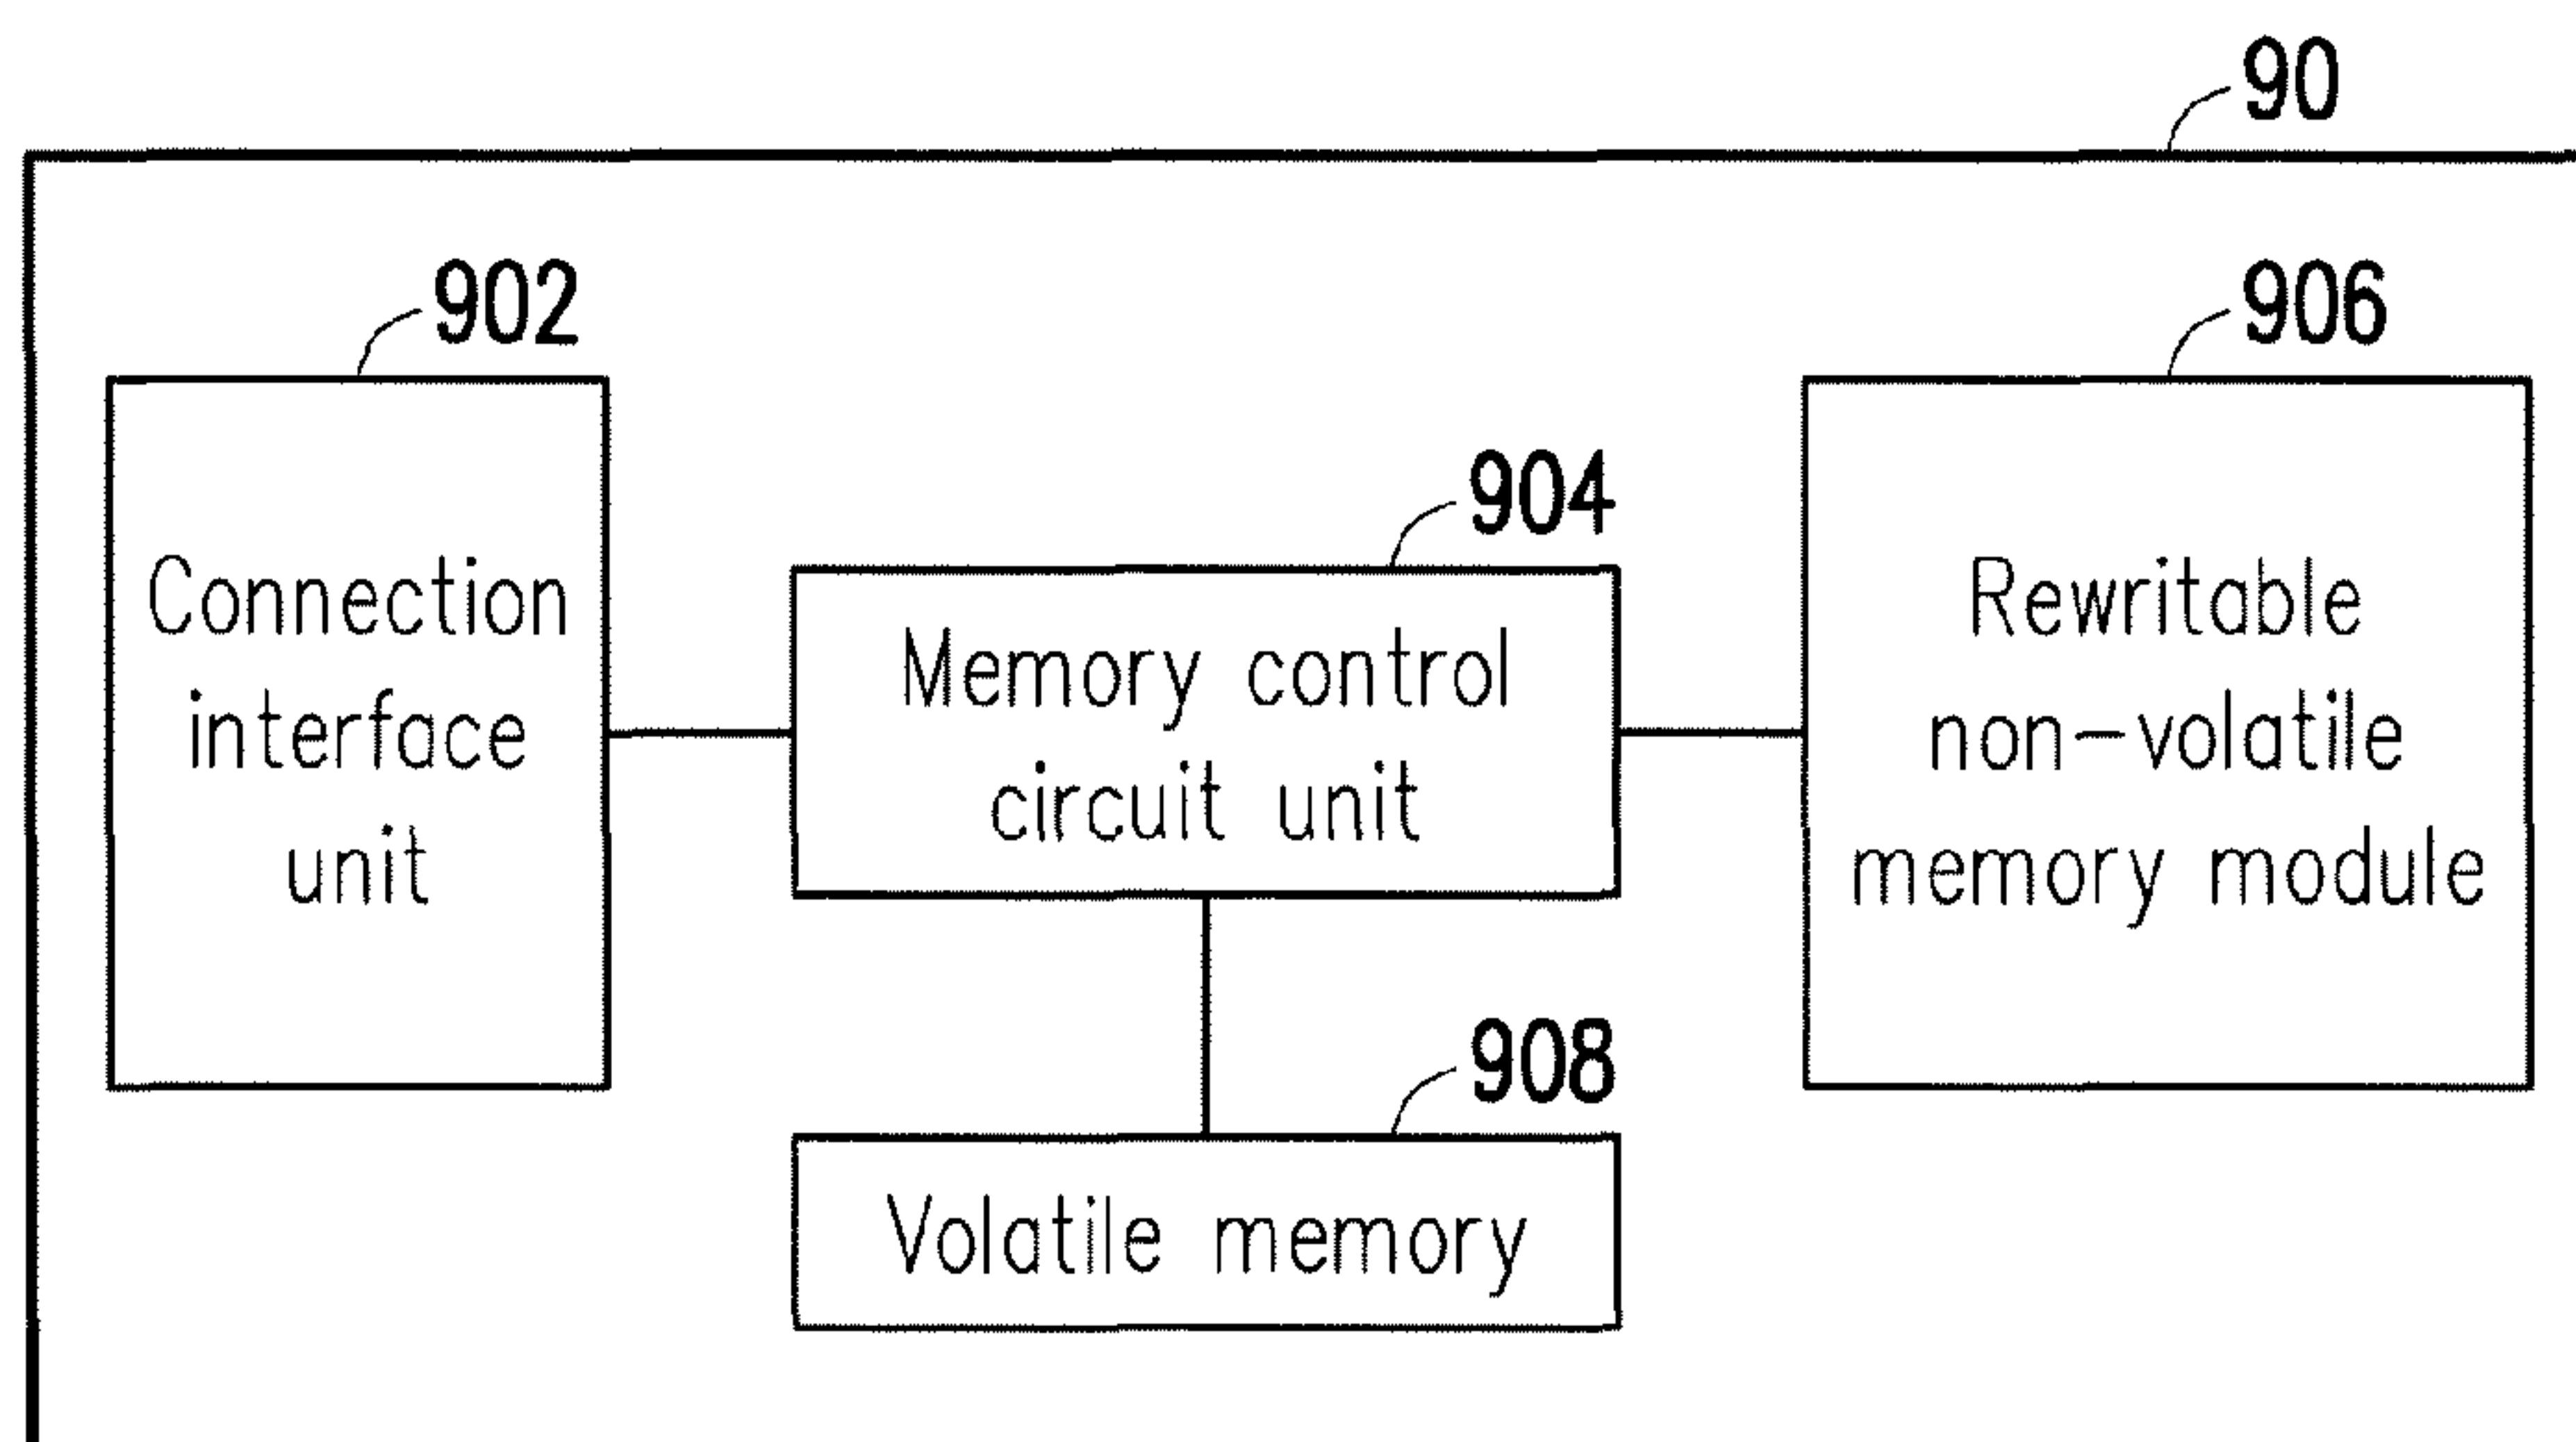 90
902
Connection
interface
unit
904
Memory control
circuit unit
906
Rewritable
non-volatile
memory module
908
Volatile memory